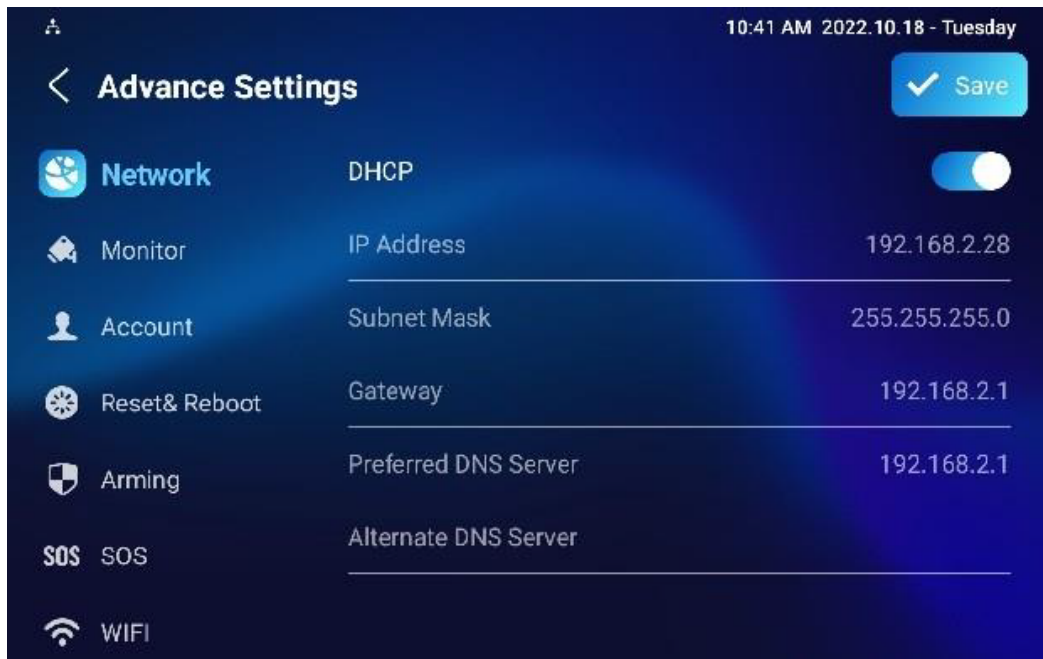 10:41 AM 2022.10.18 - Tuesday
Advance Settings
Save
Network
DHCP
Monitor
IP Address 192.168.2.28
Account
Subnet Mask 255.255.255.0
Reset& Reboot
Gateway 192.168.2.1
Arming
Preferred DNS Server 192.168.2.1
SOS SOS
Alternate DNS Server
WIFI